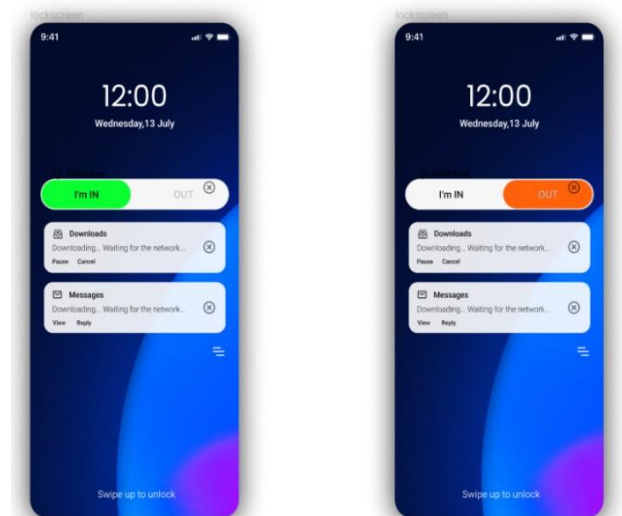 lockscreen
9:41
12:00
Wednesday,13 July
I'm IN
OUT
Downloads
Downloading... Waiting for the network...
Pause Cancel
Messages
Downloading... Waiting for the network...
View Reply
Swipe up to unlock
lockscreen
9:41
12:00
Wednesday,13 July
I'm IN
OUT
Downloads
Downloading... Waiting for the network...
Pause Cancel
Messages
Downloading... Waiting for the network...
View Reply
Swipe up to unlock